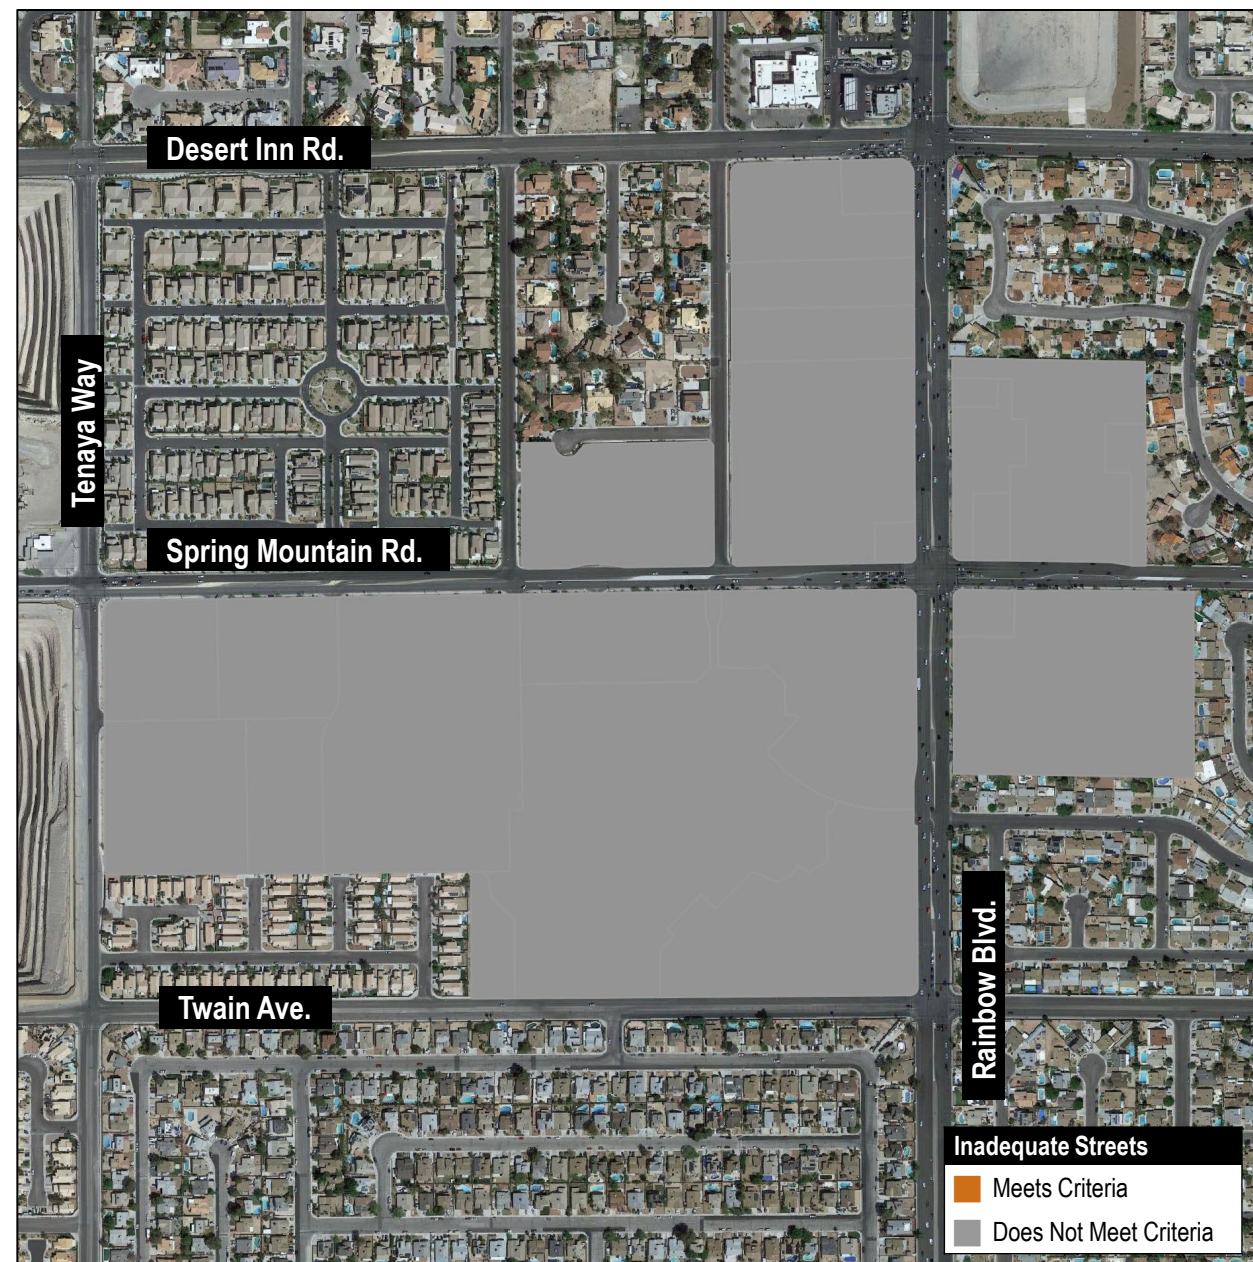 Desert Inn Rd.
Tenaya Way
Spring Mountain Rd.
Twain Ave.
Rainbow Blvd.
Inadequate Streets
Meets Criteria
Does Not Meet Criteria